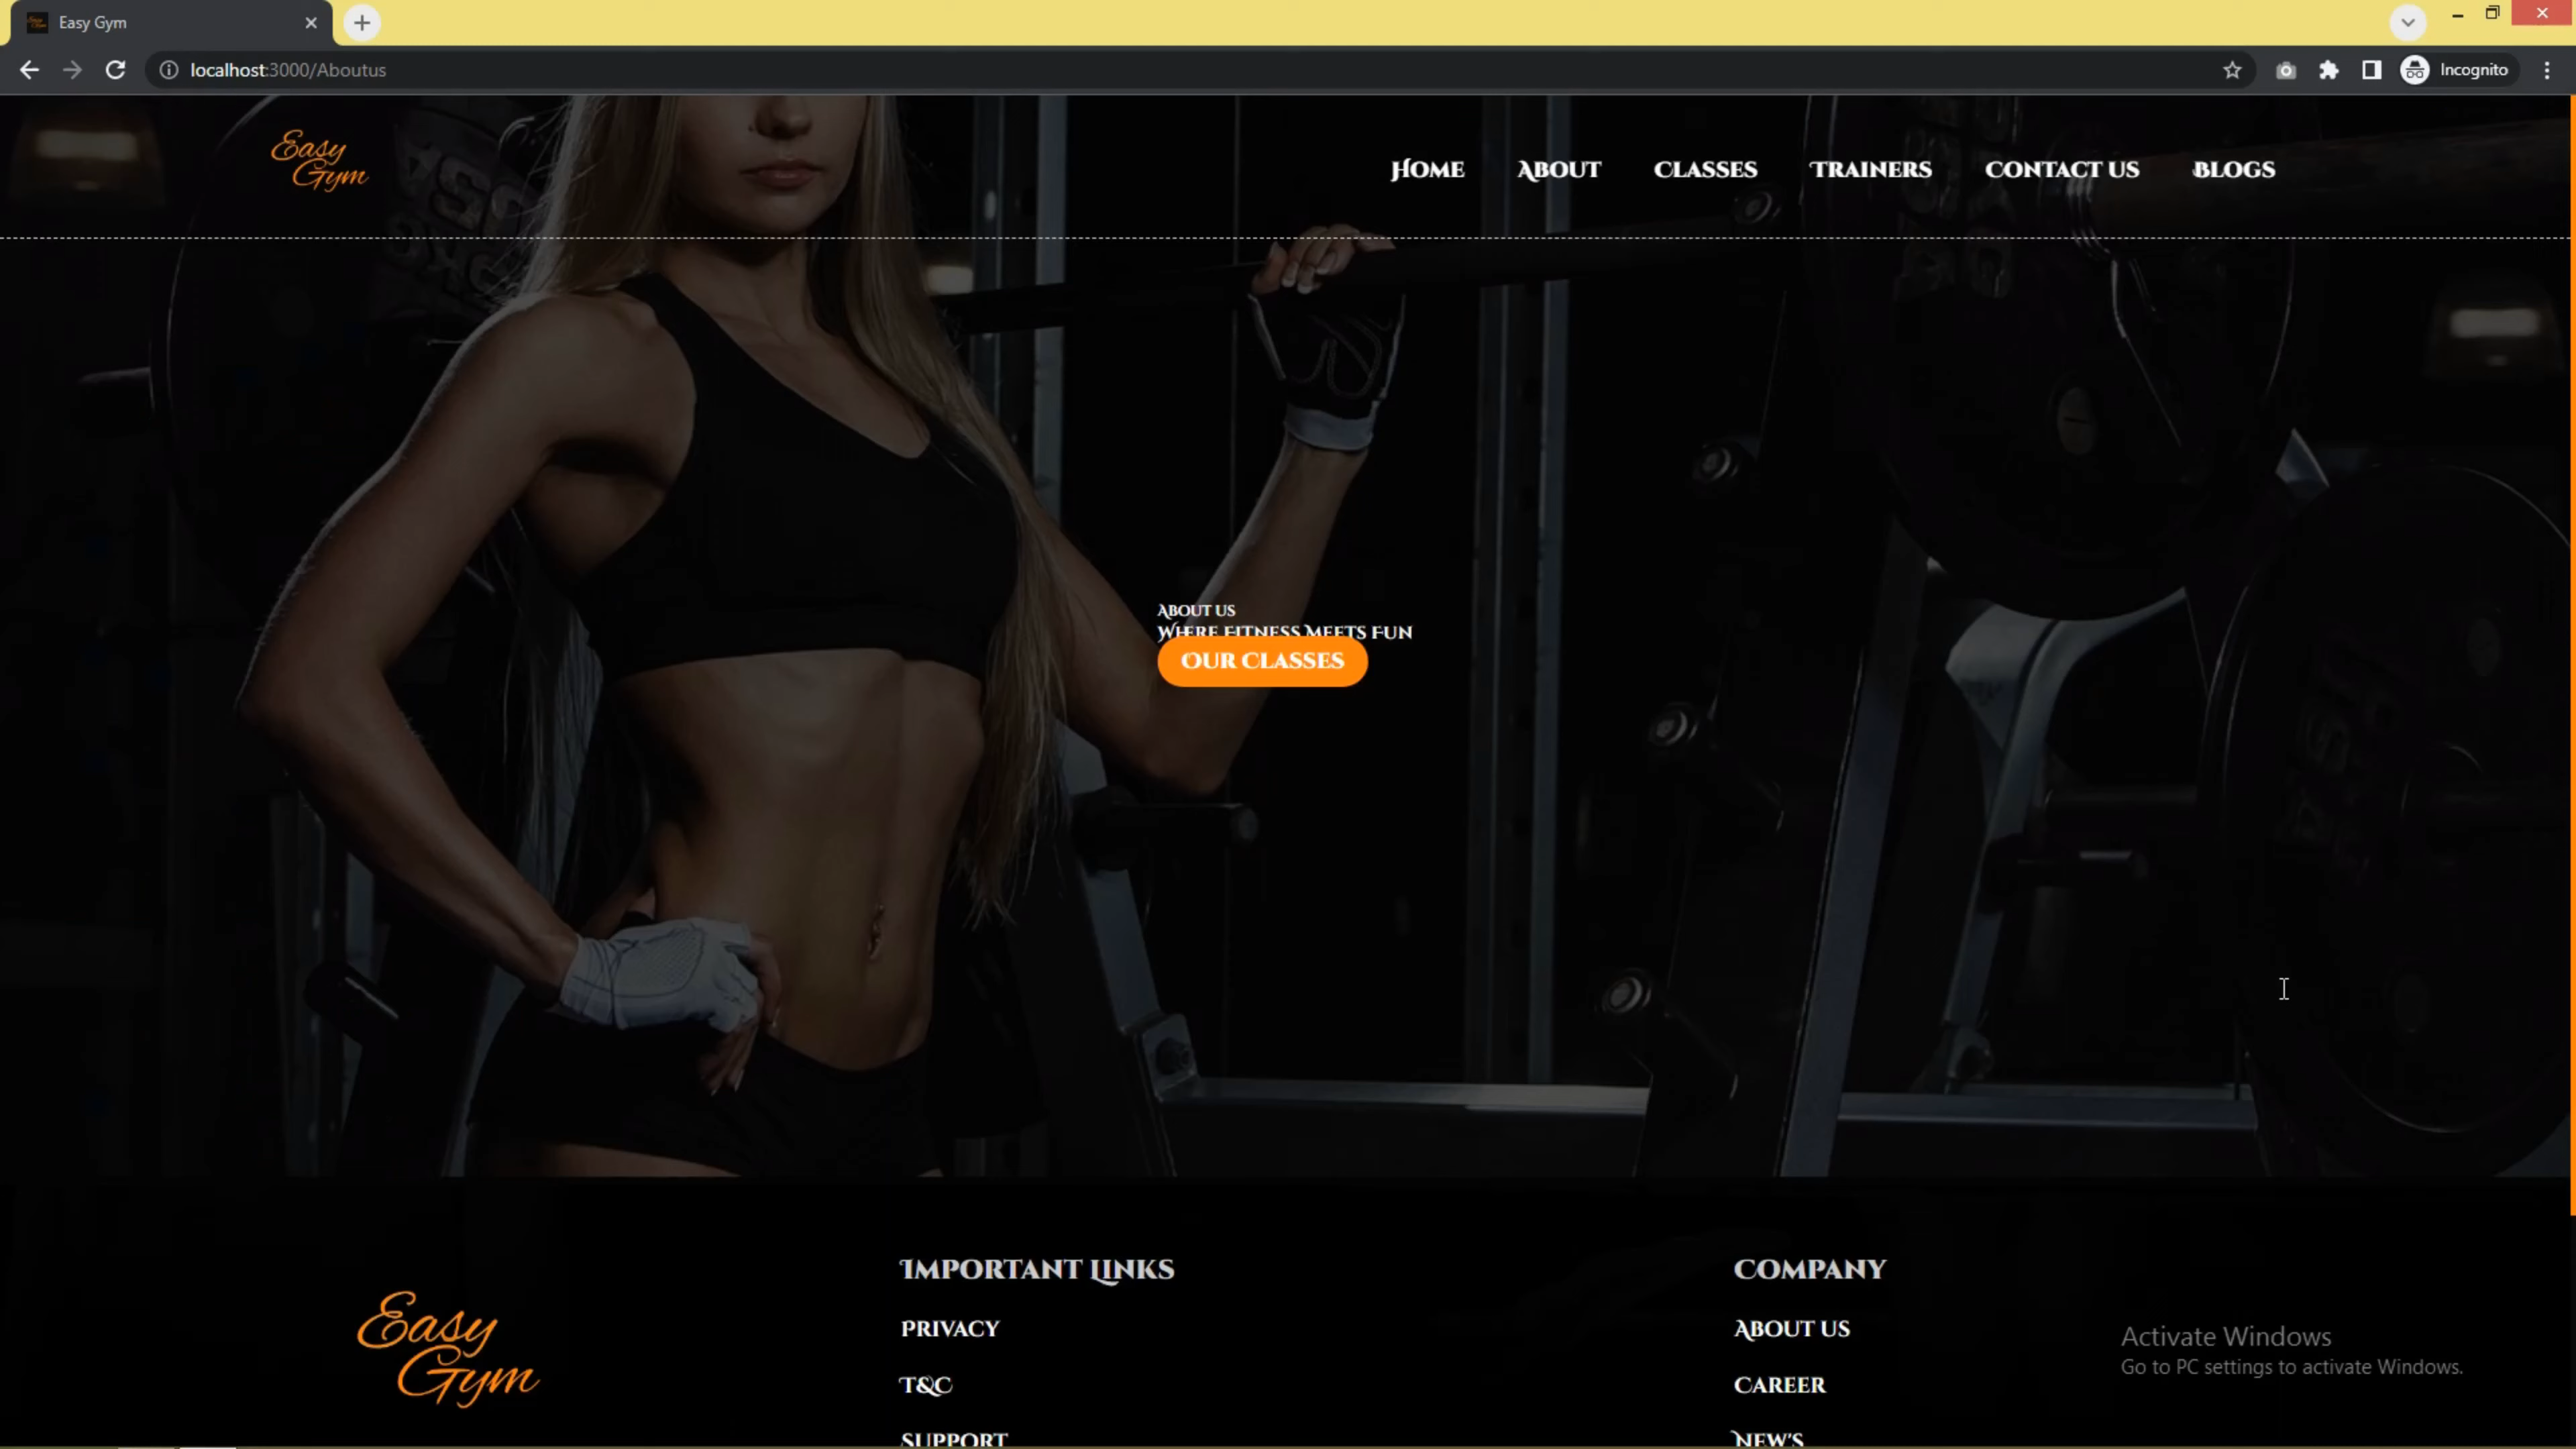 Easy Gym
localhost:3000/Aboutus
Incognito
Easy
Gym
Home About Classes Trainers Contact us Blogs
About us
Where Fitness Meets Fun
Our Classes
Important Links
Company
Privacy
About us
T&C
Career
Support
New's
Easy
Gym
Activate Windows
Go to PC settings to activate Windows.